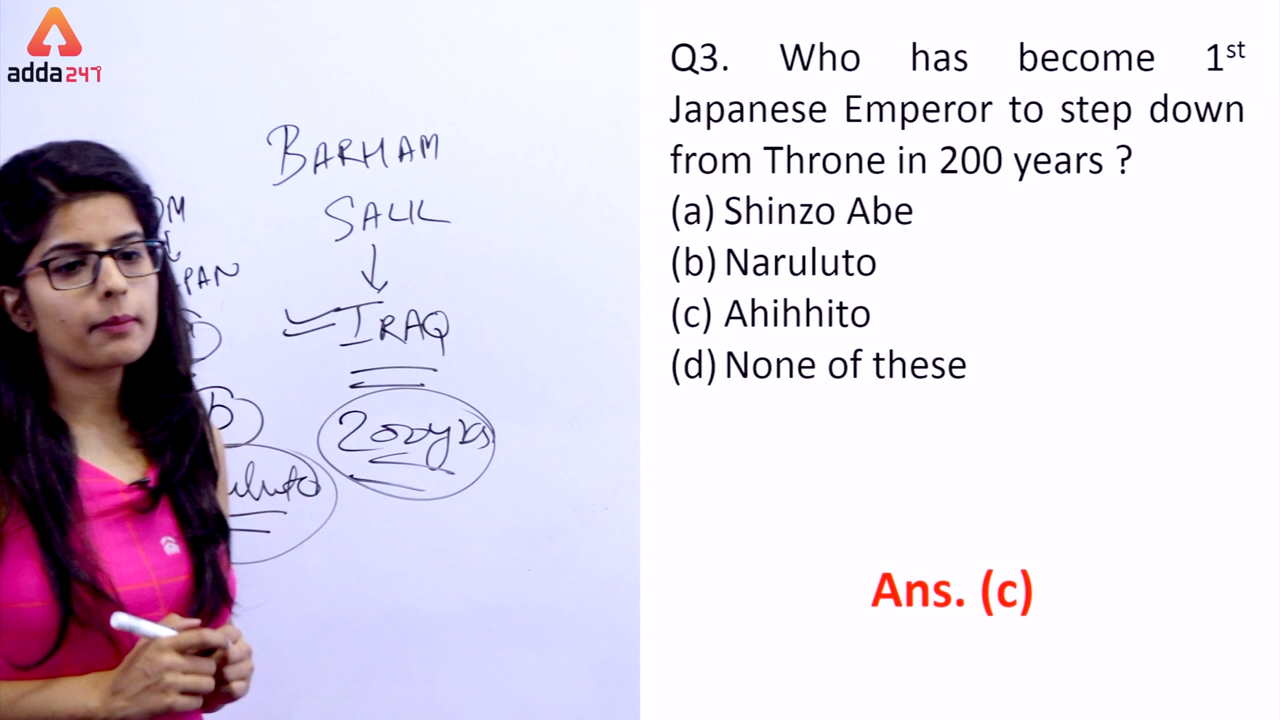 adda247
BARHAM
SALIL
IRAQ
200yrs
PAN
Q3. Who has become 1st
Japanese Emperor to step down
from Throne in 200 years ?
(a) Shinzo Abe
(b) Naruluto
(c) Ahihhito
(d) None of these
Ans. (c)